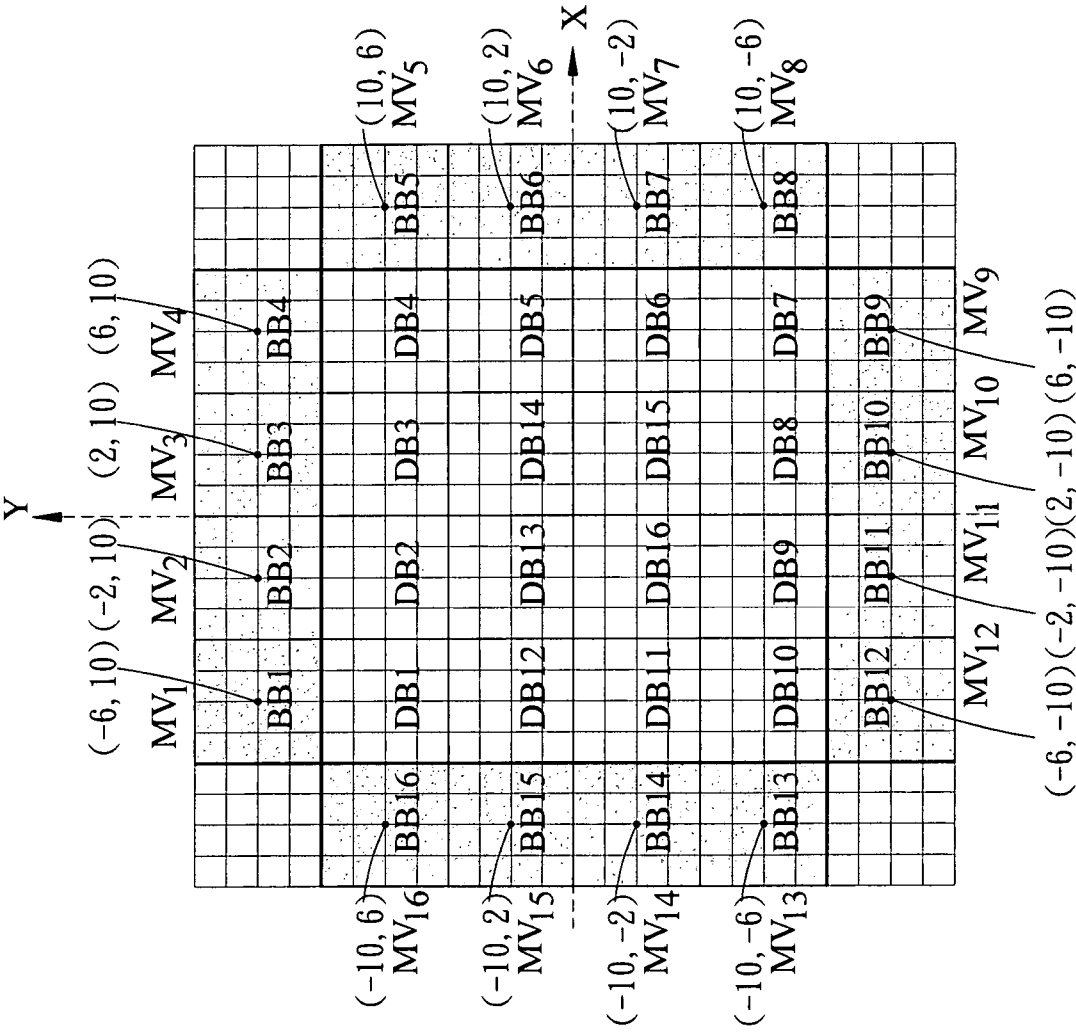 Y
(-6, 10) (-2, 10) (2, 10) (6, 10)
MV1 MV2 MV3 MV4
BB1 BB2 BB3 BB4
(-10, 6) (10, 6)
MV16 MV5
BB16 DB1 DB2 DB3 DB4 BB5
(-10, 2) (10, 2)
MV15 MV6
BB15 DB12 DB13 DB14 DB5 BB6
X
(-10, -2) (10, -2)
MV14 MV7
BB14 DB11 DB16 DB15 DB6 BB7
(-10, -6) (10, -6)
MV13 MV8
BB13 DB10 DB9 DB8 DB7 BB8
BB12 BB11 BB10 BB9
MV12 MV11 MV10 MV9
(-6, -10) (-2, -10) (2, -10) (6, -10)